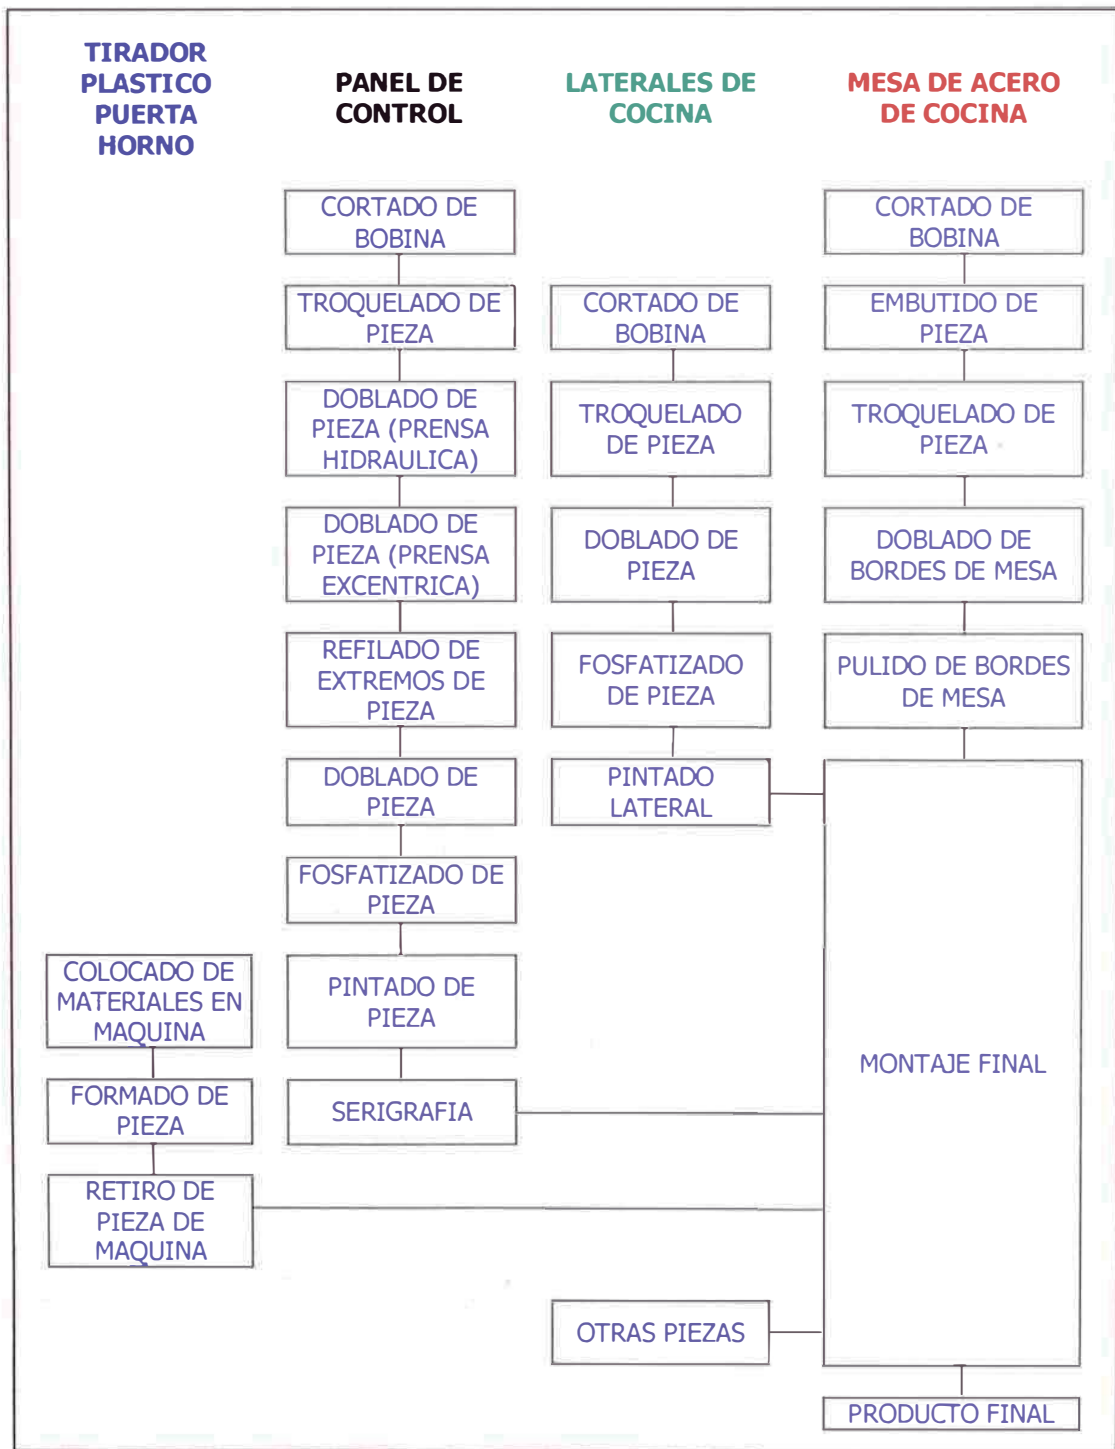 TIRADOR
PLASTICO
PUERTA
HORNO
PANEL DE
CONTROL
LATERALES DE
COCINA
MESA DE ACERO
DE COCINA
CORTADO DE
BOBINA
TROQUELADO DE
PIEZA
DOBLADO DE
PIEZA (PRENSA
HIDRAULICA)
DOBLADO DE
PIEZA (PRENSA
EXCENTRICA)
REFILADO DE
EXTREMOS DE
PIEZA
DOBLADO DE
PIEZA
FOSFATIZADO DE
PIEZA
PINTADO DE
PIEZA
SERIGRAFIA
COLOCADO DE
MATERIALES EN
MAQUINA
FORMADO DE
PIEZA
RETIRO DE
PIEZA DE
MAQUINA
CORTADO DE
BOBINA
TROQUELADO
DE PIEZA
DOBLADO DE
PIEZA
FOSFATIZADO
DE PIEZA
PINTADO
LATERAL
OTRAS PIEZAS
CORTADO DE
BOBINA
EMBUTIDO DE
PIEZA
TROQUELADO DE
PIEZA
DOBLADO DE
BORDES DE MESA
PULIDO DE BORDES
DE MESA
MONTAJE FINAL
PRODUCTO FINAL